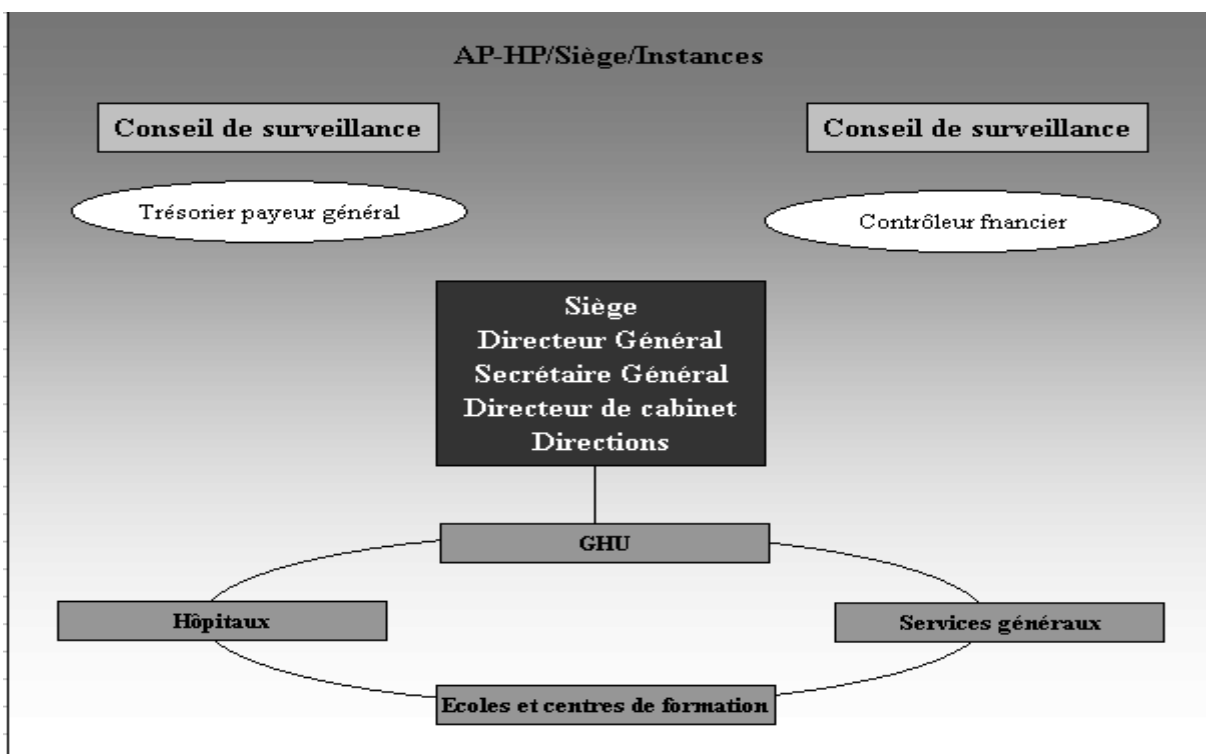 AP-HP/Siège/Instances
Conseil de surveillance
Conseil de surveillance
Trésorier payeur général
Contrôleur fnancier
Siège
Directeur Général
Secrétaire Général
Directeur de cabinet
Directions
GHU
Hôpitaux
Services généraux
Ecoles et centres de formation